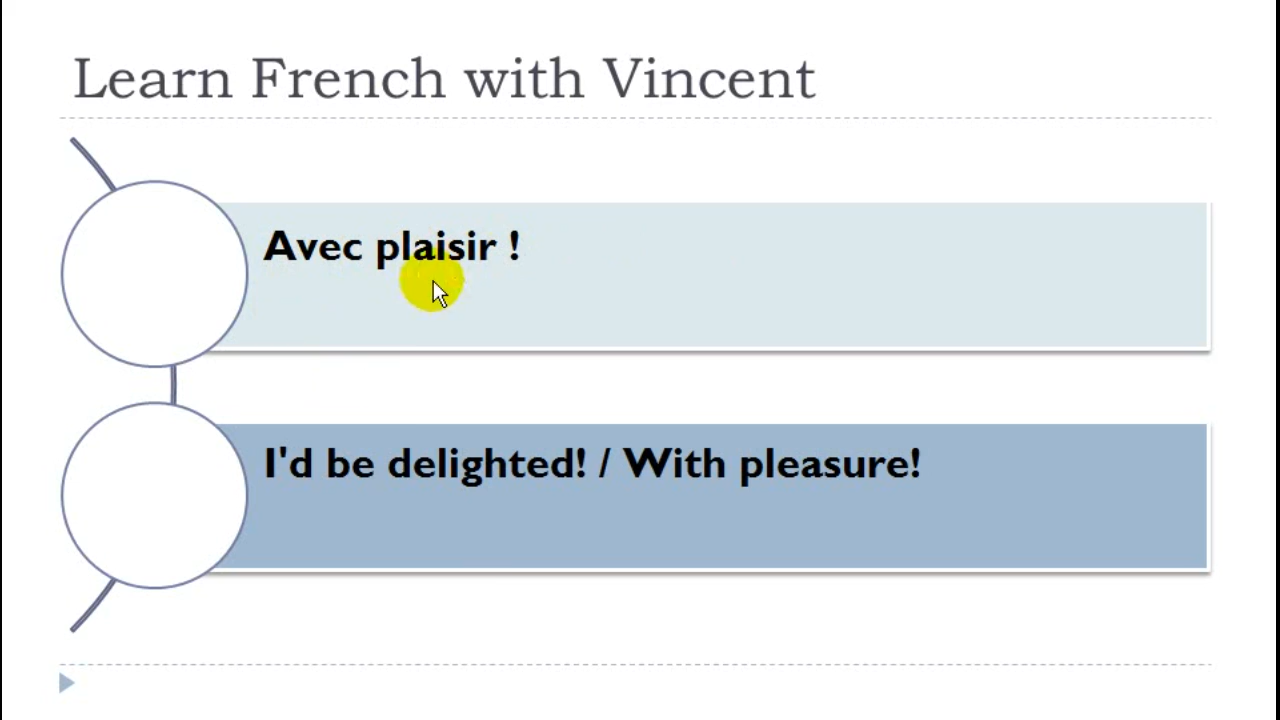 Learn French with Vincent
Avec plaisir !
I'd be delighted! / With pleasure!